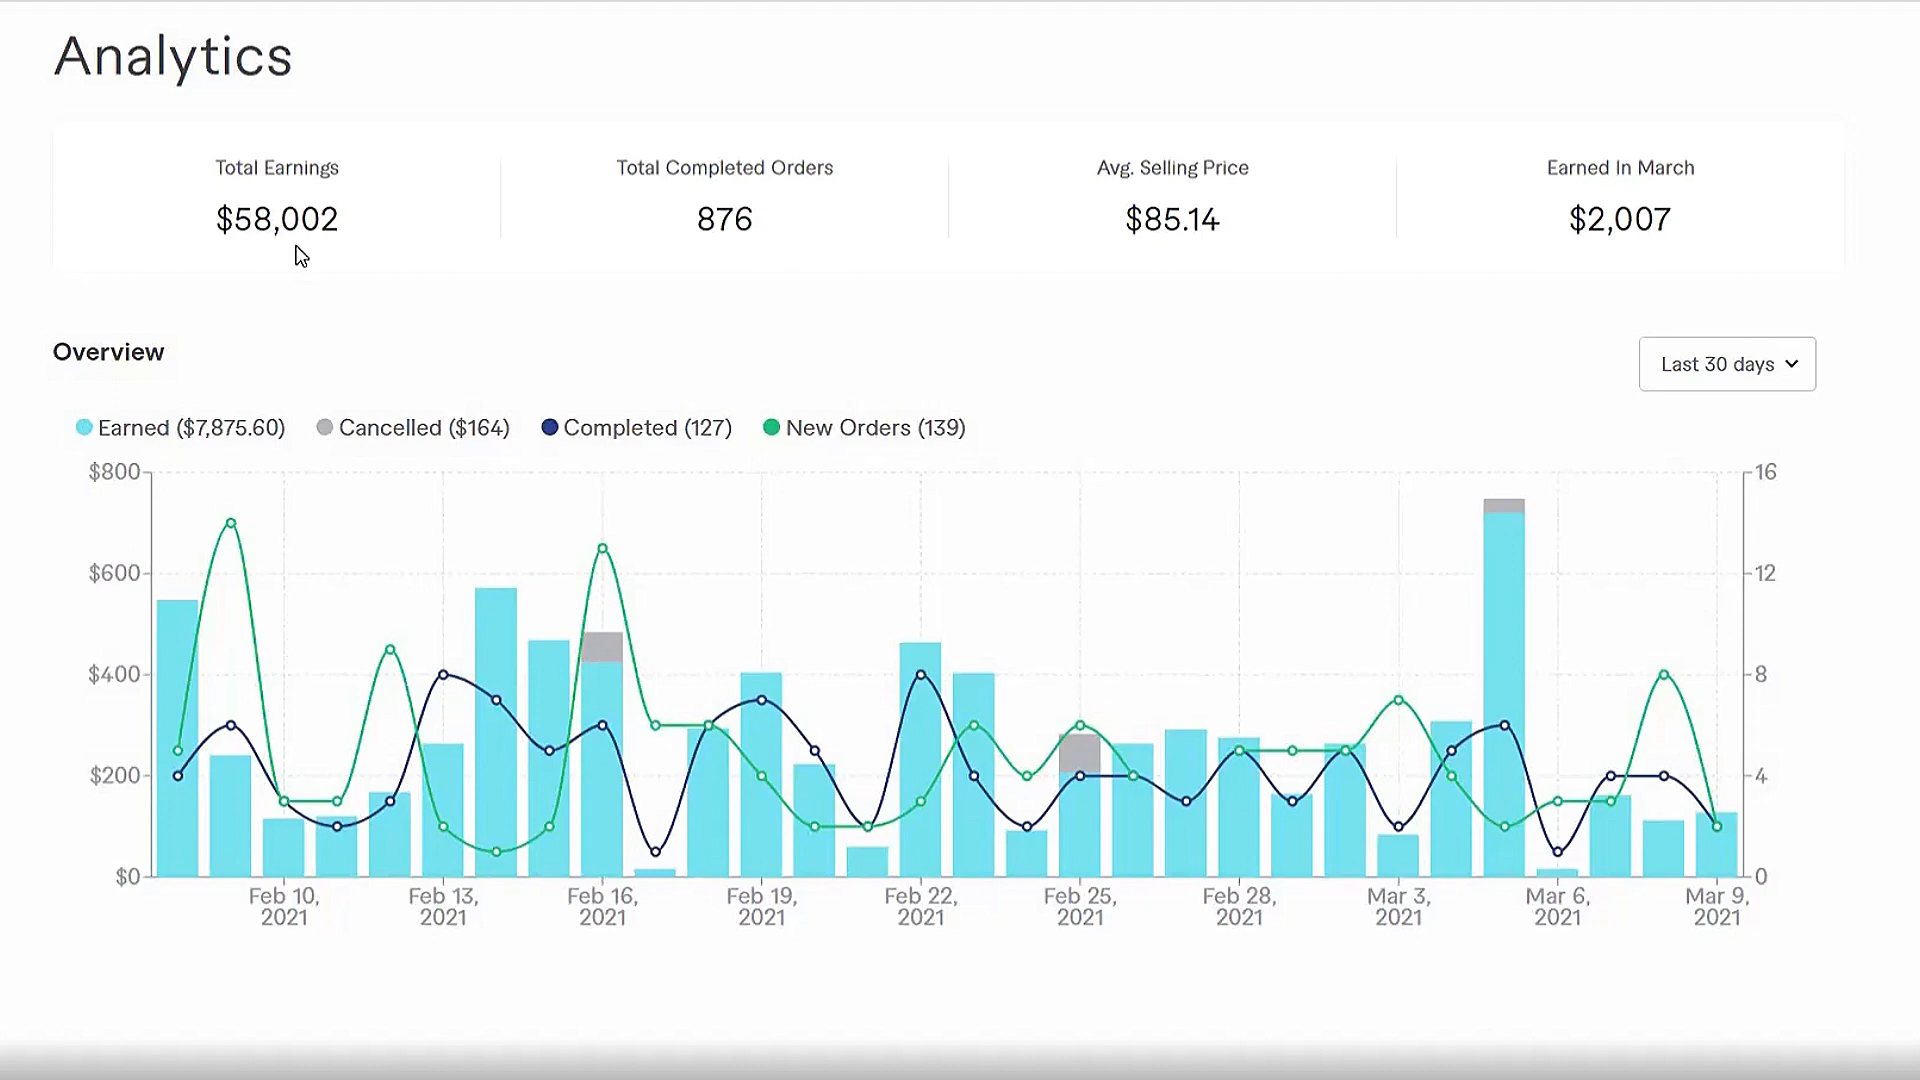 Analytics
Total Earnings
$58,002
Total Completed Orders
876
Avg. Selling Price
$85.14
Earned In March
$2,007
Overview
Last 30 days
Earned ($7,875.60)
Cancelled ($164)
Completed (127)
New Orders (139)
$800
$600
$400
$200
$0
16
12
8
4
0
Feb 10,
2021
Feb 13,
2021
Feb 16,
2021
Feb 19,
2021
Feb 22,
2021
Feb 25,
2021
Feb 28,
2021
Mar 3,
2021
Mar 6,
2021
Mar 9,
2021